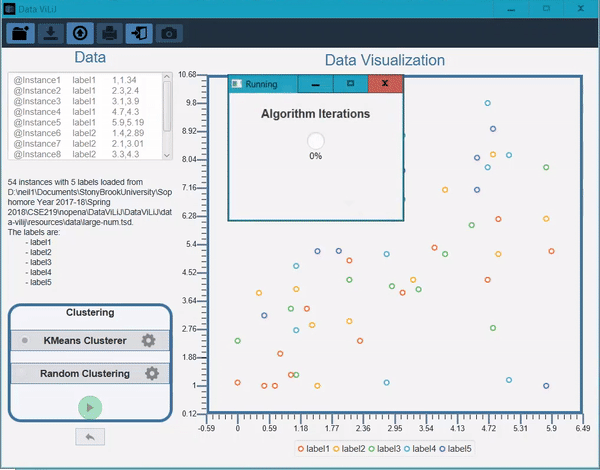 Data ViLiJ
Data
@Instance1 label1 1,1.34
@Instance2 label1 2.3,2.4
@Instance3 label1 3.1,3.9
@Instance4 label1 4.7,4.3
@Instance5 label1 5.9,5.19
@Instance6 label2 1.4,2.89
@Instance7 label2 2.1,3.01
@Instance8 label2 3.3,4.3
54 instances with 5 labels loaded from
D:\neil1\Documents\StonyBrookUniversity\Sop
homore Year 2017-18\Spring
2018\CSE219\nopena\DataViLiJ\DataViLiJ\dat
a-vilij\resources\data\large-num.tsd.
The labels are:
- label1
- label2
- label3
- label4
- label5
Clustering
KMeans Clusterer
Random Clustering
Data Visualization
Running
Algorithm Iterations
0%
10.68
9.8
8.92
8.04
7.16
6.28
5.4
4.52
3.64
2.76
1.88
1
0.12
-0.59 0 0.59 1.18 1.77 2.36 2.95 3.54 4.13 4.72 5.31 5.9 6.49
label1 label2 label3 label4 label5